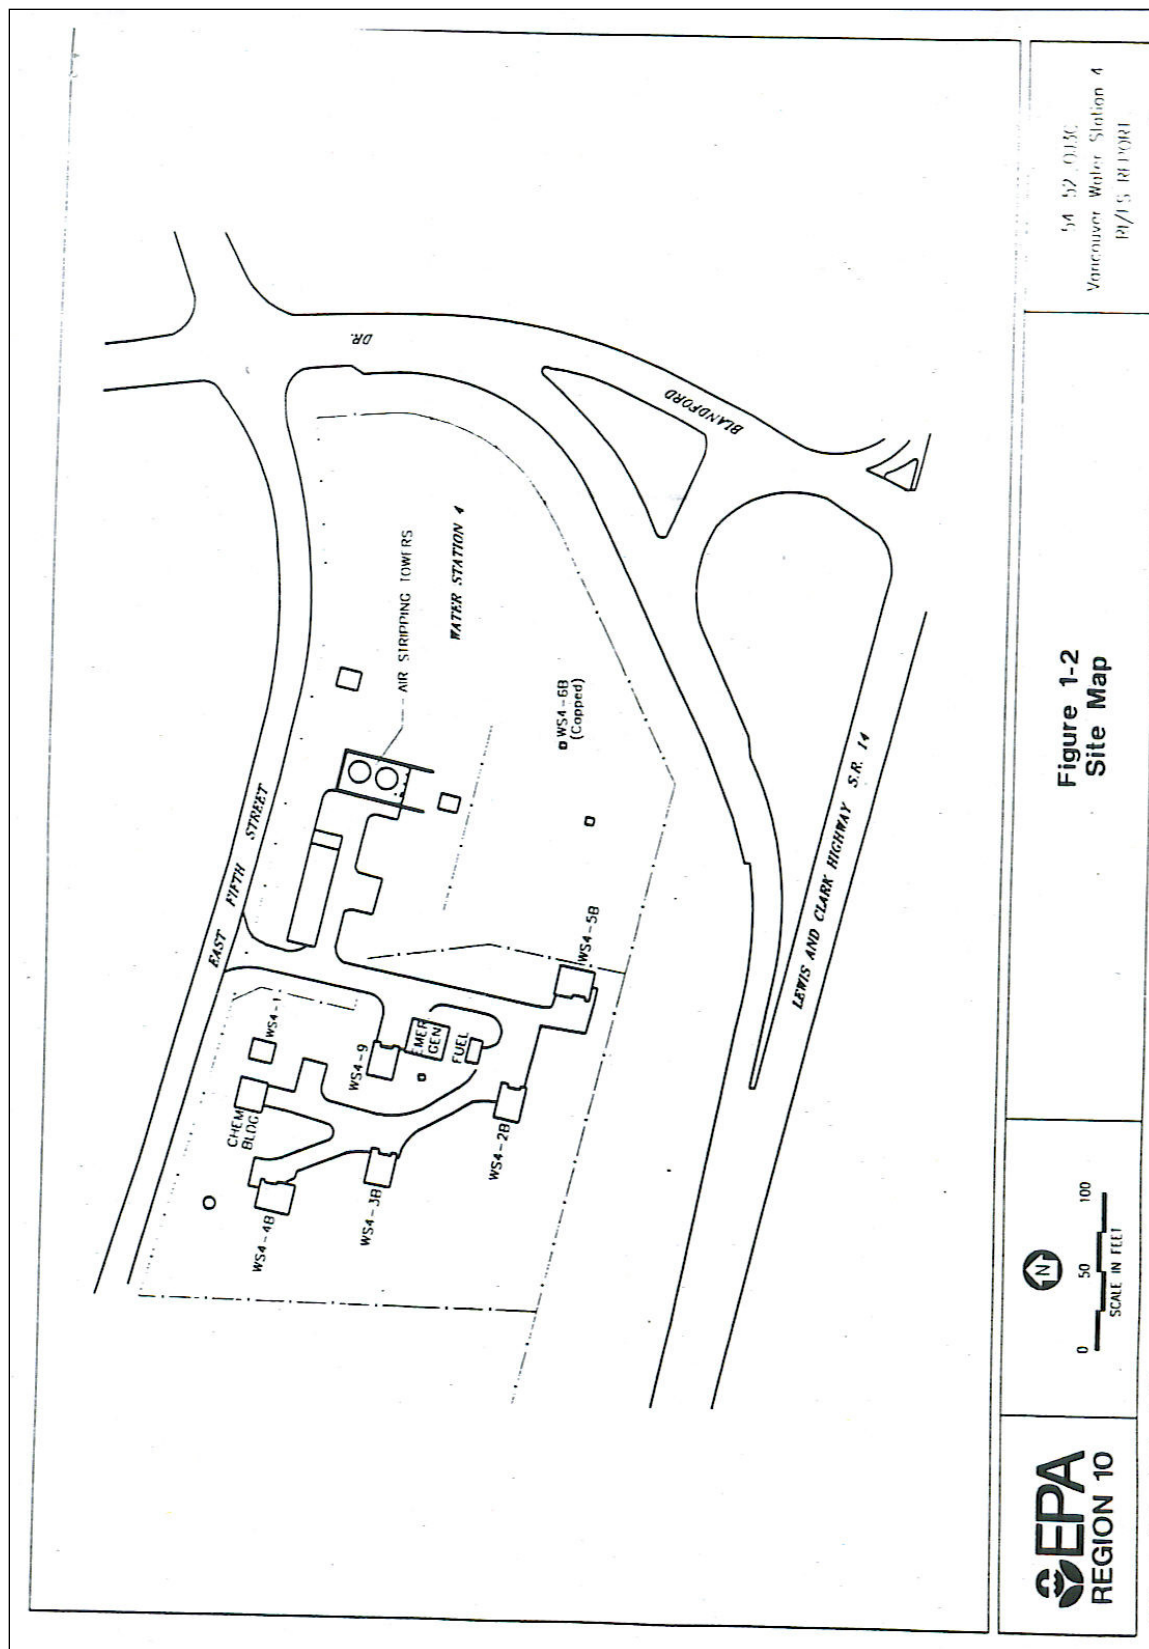 DR.
BLANDFORD
EAST FIFTH STREET
AIR STRIPPING TOWERS
WATER STATION 4
WS4-6B
(Capped)
LEWIS AND CLARK HIGHWAY S.R. 14
WS4-5B
WS4-1
WS4-9
EMER
GEN
FUEL
CHEM
BLDG
WS4-2B
WS4-3B
WS4-4B
EPA
REGION 10
N
0 50 100
SCALE IN FEET
Figure 1-2
Site Map
Vancouver Water Station 4
RI/FS REPORT